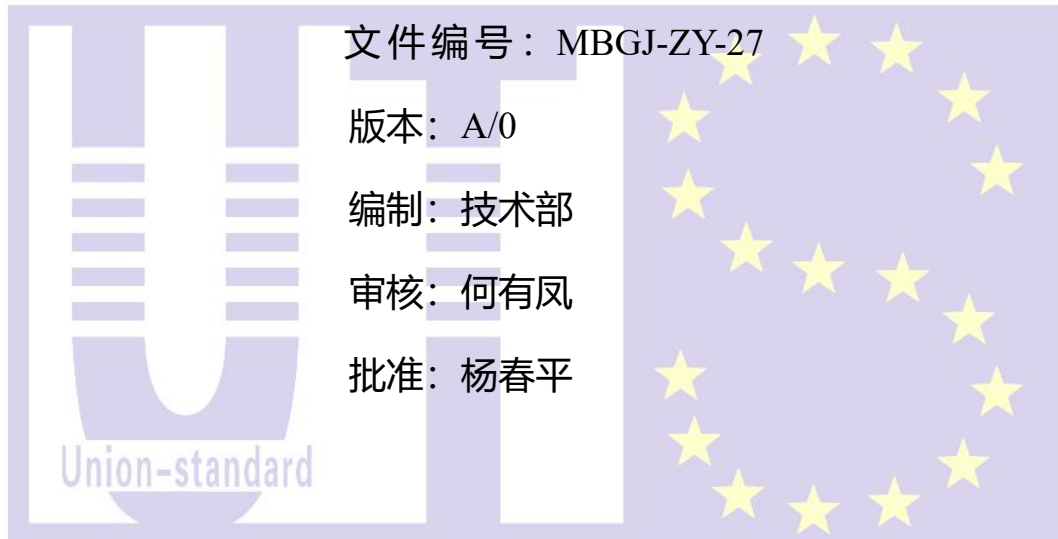 文件编号：MBGJ-ZY-27
版本：A/0
编制：技术部
审核：何有凤
批准：杨春平
Union-standard